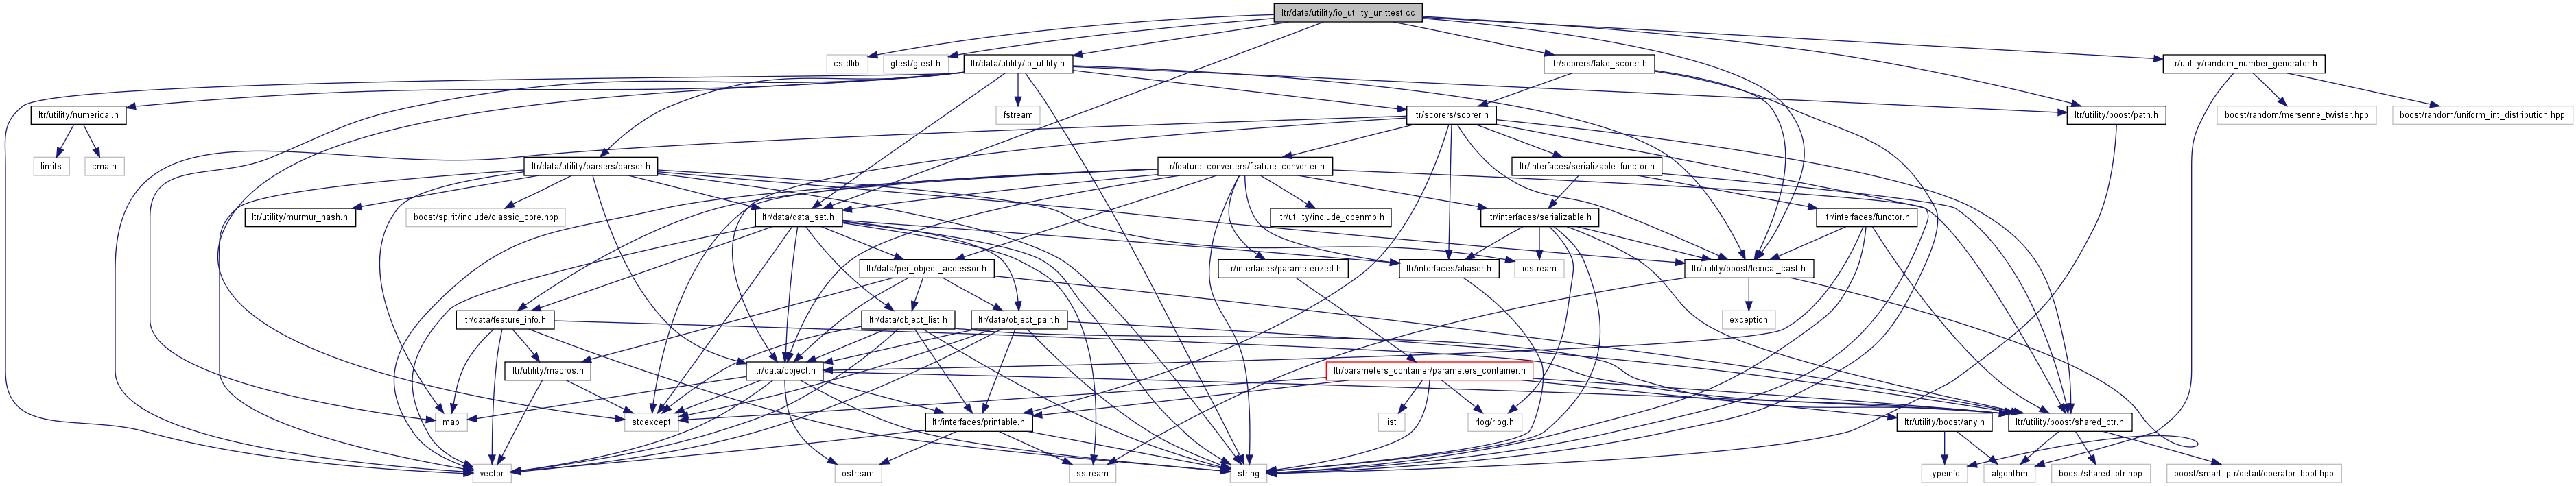 ltr/data/utility/io_utility_unittest.cc
cstdlib
gtest/gtest.h
ltr/data/utility/io_utility.h
ltr/scorers/fake_scorer.h
ltr/utility/random_number_generator.h
ltr/utility/numerical.h
fstream
ltr/scorers/scorer.h
ltr/utility/boost/path.h
boost/random/mersenne_twister.hpp
boost/random/uniform_int_distribution.hpp
limits
cmath
ltr/data/utility/parsers/parser.h
ltr/feature_converters/feature_converter.h
ltr/interfaces/serializable_functor.h
ltr/utility/murmur_hash.h
boost/spirit/include/classic_core.hpp
ltr/data/data_set.h
ltr/utility/include_openmp.h
ltr/interfaces/serializable.h
ltr/interfaces/functor.h
ltr/data/per_object_accessor.h
ltr/interfaces/parameterized.h
ltr/interfaces/aliaser.h
iostream
ltr/utility/boost/lexical_cast.h
ltr/data/feature_info.h
ltr/data/object_list.h
ltr/data/object_pair.h
exception
ltr/utility/macros.h
ltr/data/object.h
ltr/parameters_container/parameters_container.h
map
stdexcept
ltr/interfaces/printable.h
list
rlog/rlog.h
ltr/utility/boost/any.h
ltr/utility/boost/shared_ptr.h
vector
ostream
sstream
string
typeinfo
algorithm
boost/shared_ptr.hpp
boost/smart_ptr/detail/operator_bool.hpp